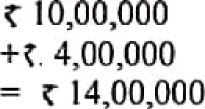 ₹ 10,00,000
+₹. 4,00,000
= ₹ 14,00,000